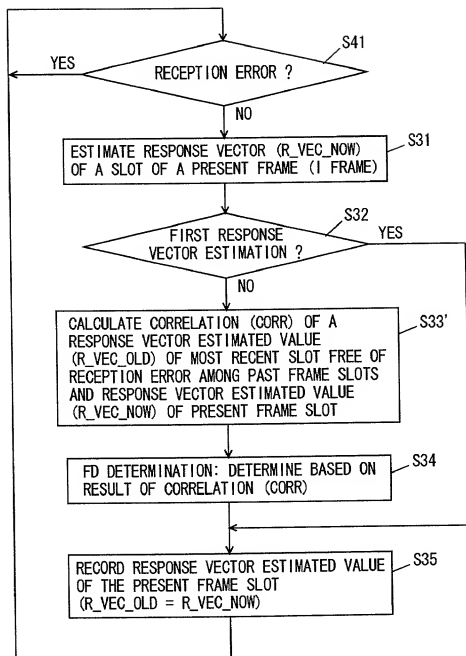 S41
YES
RECEPTION ERROR ?
NO
S31
ESTIMATE RESPONSE VECTOR (R_VEC_NOW)
OF A SLOT OF A PRESENT FRAME (I FRAME)
S32
FIRST RESPONSE
VECTOR ESTIMATION ?
YES
NO
S33'
CALCULATE CORRELATION (CORR) OF A
RESPONSE VECTOR ESTIMATED VALUE
(R_VEC_OLD) OF MOST RECENT SLOT FREE OF
RECEPTION ERROR AMONG PAST FRAME SLOTS
AND RESPONSE VECTOR ESTIMATED VALUE
(R_VEC_NOW) OF PRESENT FRAME SLOT
S34
FD DETERMINATION: DETERMINE BASED ON
RESULT OF CORRELATION (CORR)
S35
RECORD RESPONSE VECTOR ESTIMATED VALUE
OF THE PRESENT FRAME SLOT
(R_VEC_OLD = R_VEC_NOW)